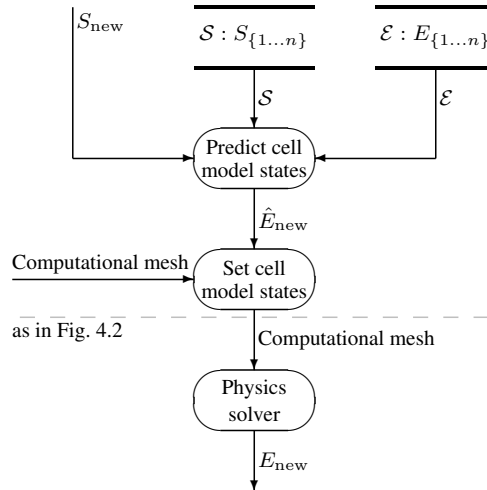 S_new
𝒮 : S_{1...n}
ℰ : E_{1...n}
𝒮
ℰ
Predict cell
model states
Ê_new
Computational mesh
Set cell
model states
as in Fig. 4.2
Computational mesh
Physics
solver
E_new